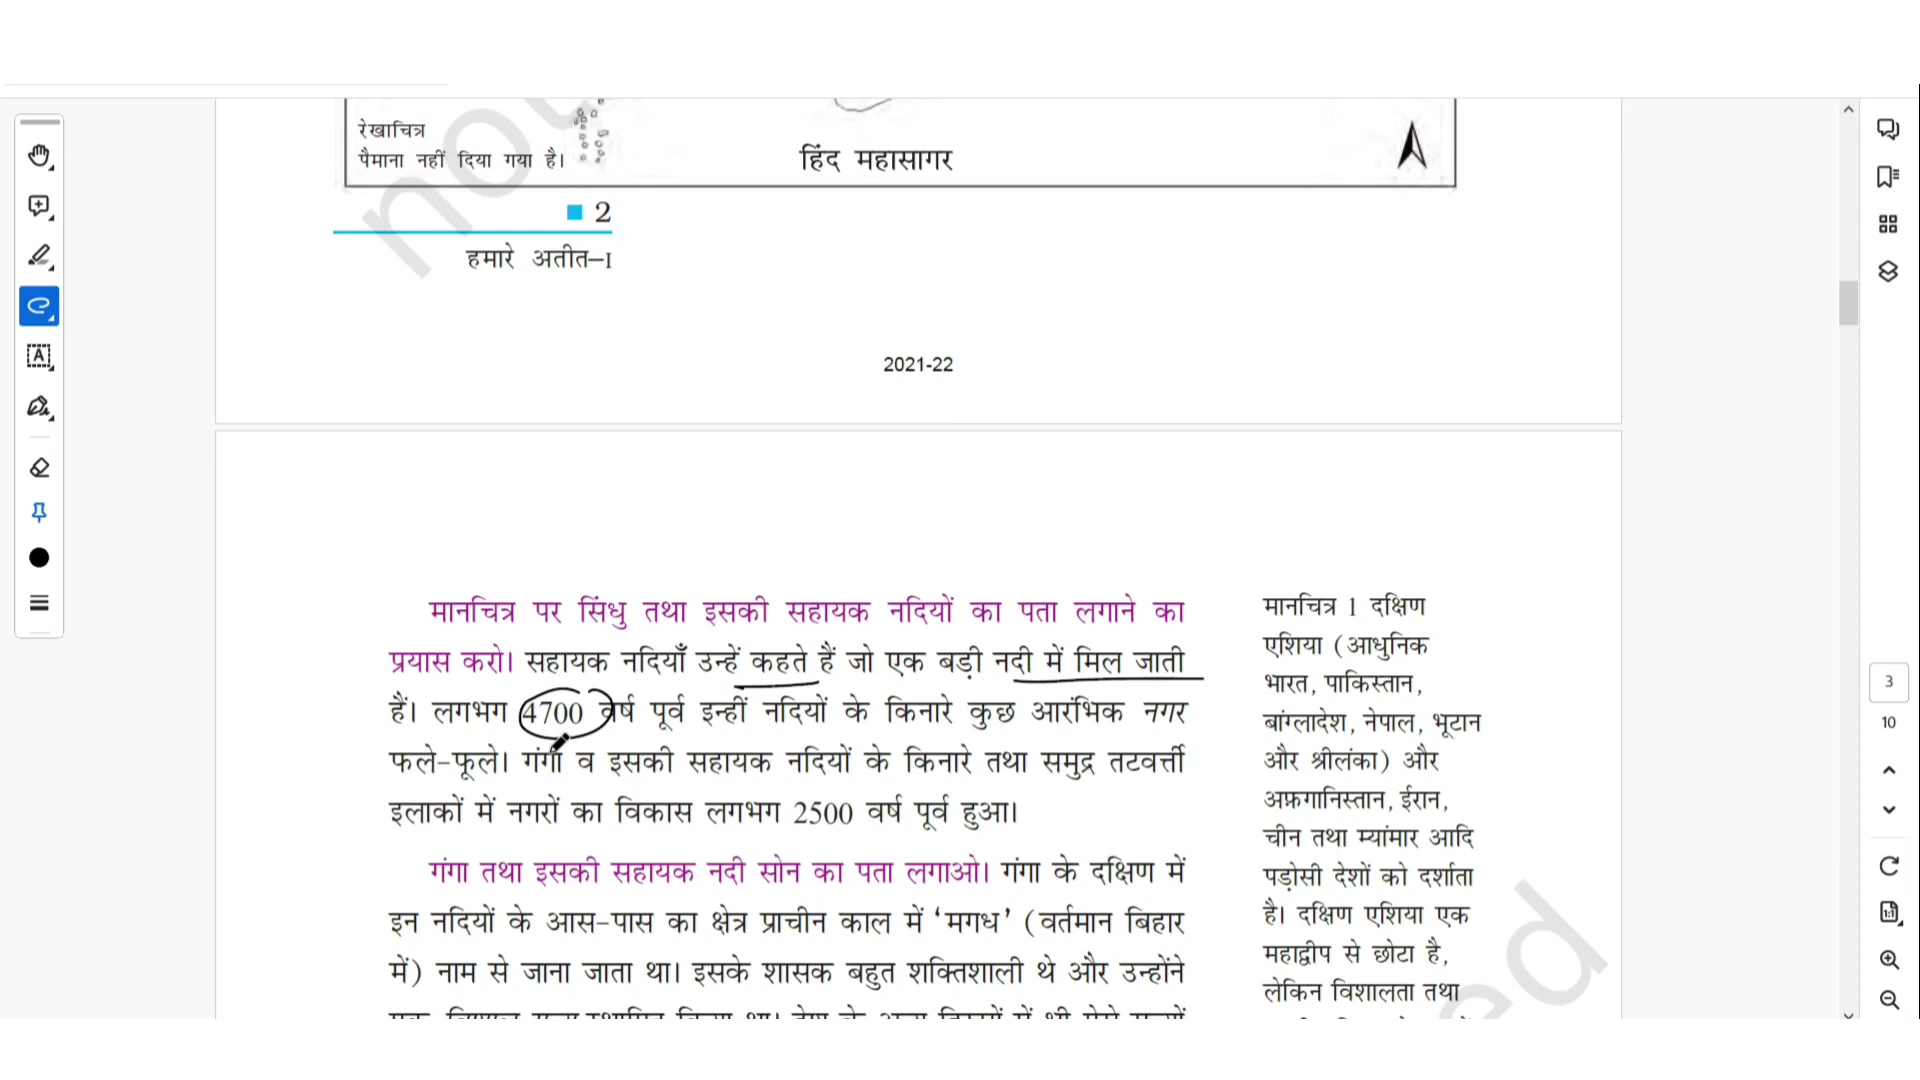 रेखाचित्र
पैमाना नहीं दिया गया है।
हिंद महासागर
2
हमारे अतीत–I
2021-22
मानचित्र पर सिंधु तथा इसकी सहायक नदियों का पता लगाने का
प्रयास करो। सहायक नदियाँ उन्हें कहते हैं जो एक बड़ी नदी में मिल जाती
हैं। लगभग 4700 वर्ष पूर्व इन्हीं नदियों के किनारे कुछ आरंभिक नगर
फले-फूले। गंगा व इसकी सहायक नदियों के किनारे तथा समुद्र तटवर्त्ती
इलाकों में नगरों का विकास लगभग 2500 वर्ष पूर्व हुआ।
गंगा तथा इसकी सहायक नदी सोन का पता लगाओ। गंगा के दक्षिण में
इन नदियों के आस-पास का क्षेत्र प्राचीन काल में ‘मगध’ (वर्तमान बिहार
में) नाम से जाना जाता था। इसके शासक बहुत शक्तिशाली थे और उन्होंने
मानचित्र 1 दक्षिण
एशिया (आधुनिक
भारत, पाकिस्तान,
बांग्लादेश, नेपाल, भूटान
और श्रीलंका) और
अफ़गानिस्तान, ईरान,
चीन तथा म्यांमार आदि
पड़ोसी देशों को दर्शाता
है। दक्षिण एशिया एक
महाद्वीप से छोटा है,
लेकिन विशालता तथा
3
10